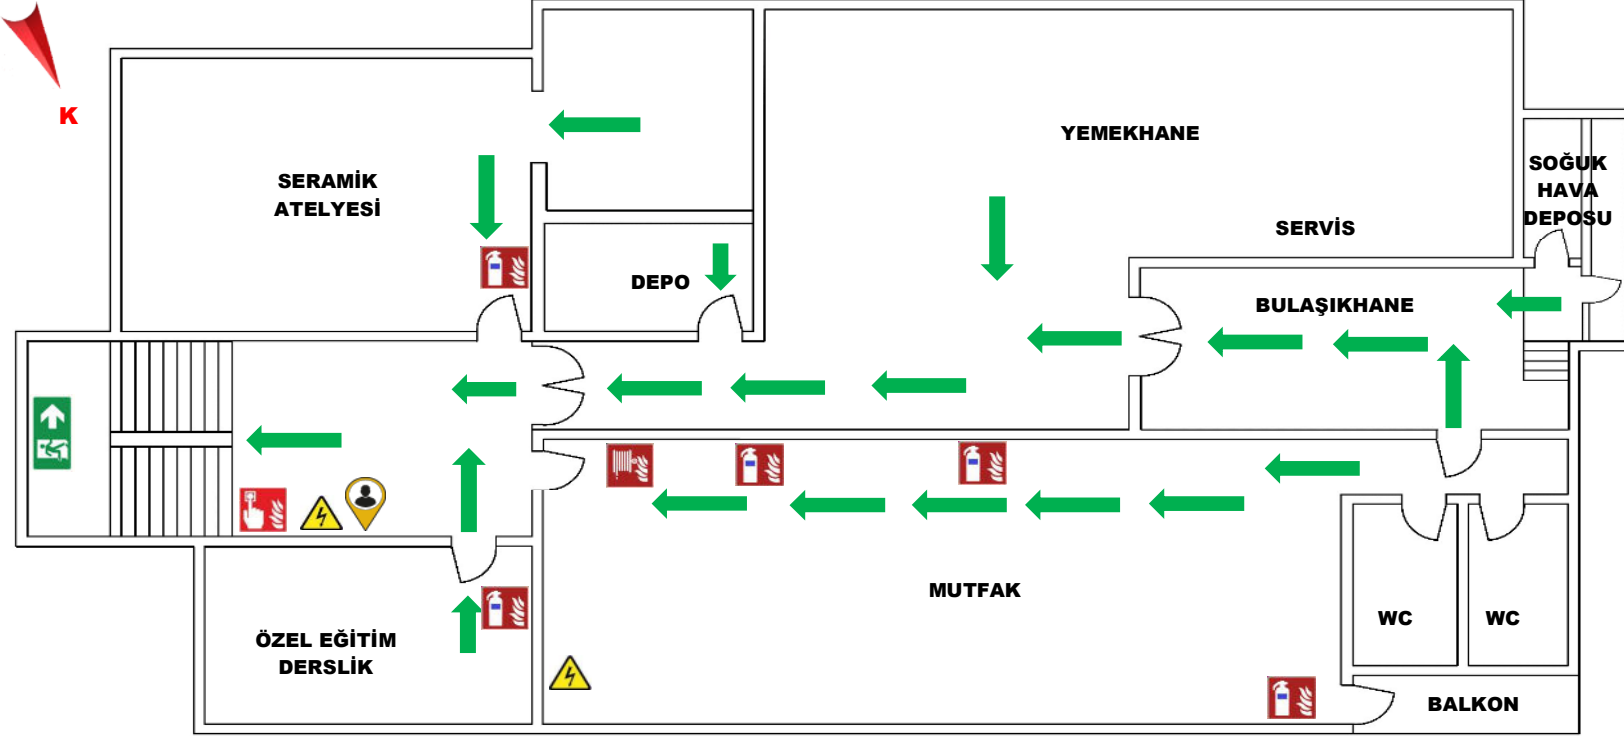 K
SERAMİK
ATELYESİ
YEMEKHANE
SOĞUK
HAVA
DEPOSU
SERVİS
DEPO
BULAŞIKHANE
MUTFAK
ÖZEL EĞİTİM
DERSLİK
WC
WC
BALKON